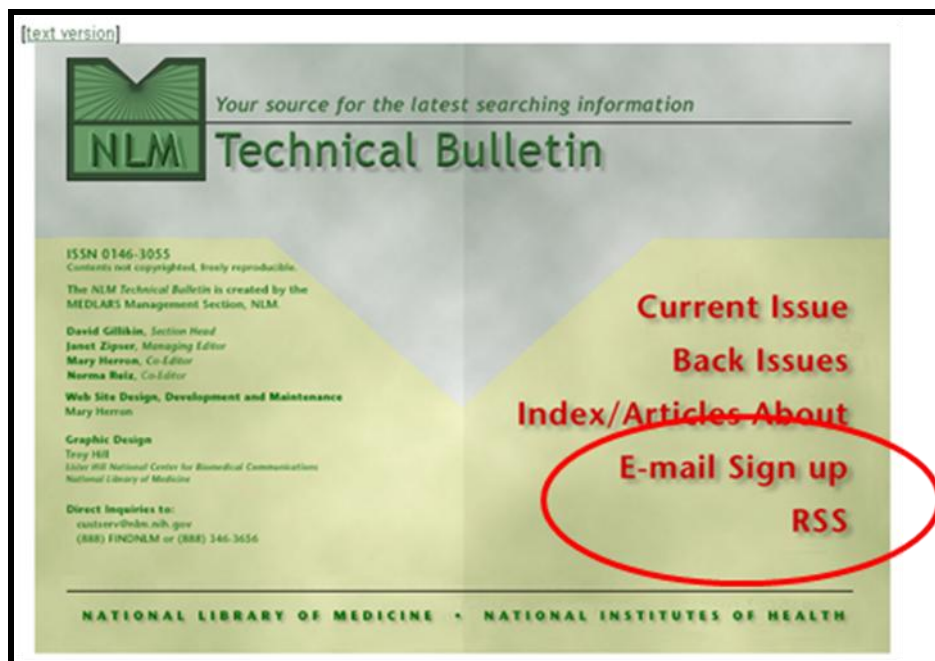 [text version]
Your source for the latest searching information
NLM
Technical Bulletin
ISSN 0146-3055
Contents not copyrighted, freely reproducible.
The NLM Technical Bulletin is created by the
MEDLARS Management Section, NLM.
David Gillikin, Section Head
Janet Zipser, Managing Editor
Mary Herron, Co-Editor
Norma Ruiz, Co-Editor
Web Site Design, Development and Maintenance
Mary Herron
Graphic Design
Troy Hill
Lister Hill National Center for Biomedical Communications
National Library of Medicine
Direct Inquiries to:
custserv@nlm.nih.gov
(888) FINDNLM or (888) 346-3656
Current Issue
Back Issues
Index/Articles About
E-mail Sign up
RSS
NATIONAL LIBRARY OF MEDICINE • NATIONAL INSTITUTES OF HEALTH